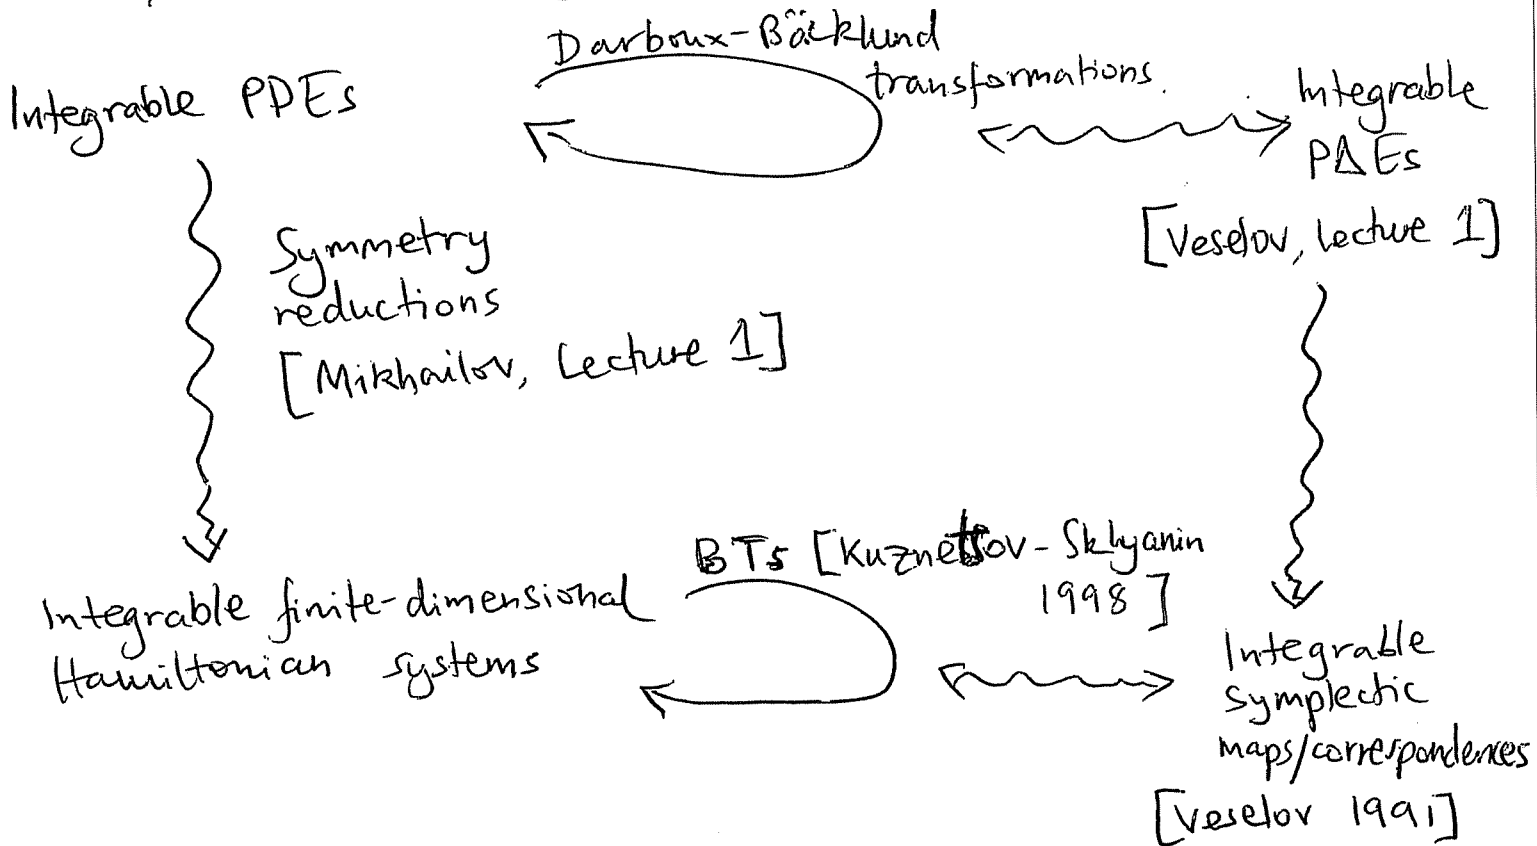 Darboux-Bäcklund
transformations.
Integrable PDEs
Integrable
PΔEs
[Veselov, lecture 1]
Symmetry
reductions
[Mikhailov, Lecture 1]
BTs [Kuznetsov-Sklyanin
1998]
Integrable finite-dimensional
Hamiltonian systems
Integrable
symplectic
maps/correspondences
[Veselov 1991]